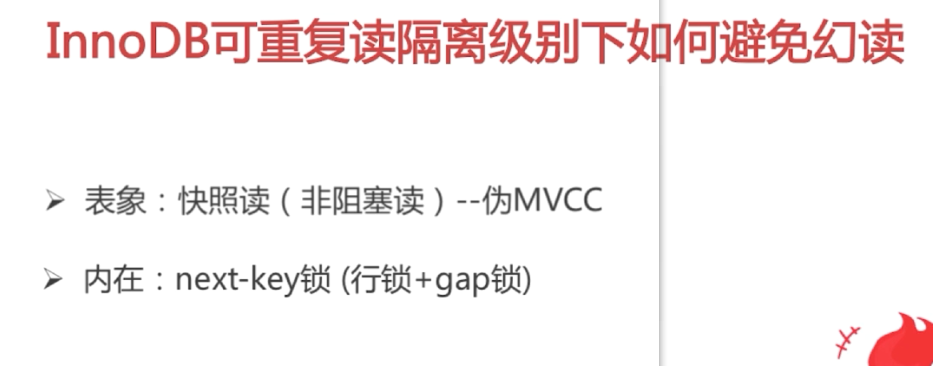 InnoDB可重复读隔离级别下如何避免幻读
表象：快照读（非阻塞读）--伪MVCC
内在：next-key锁 (行锁+gap锁)